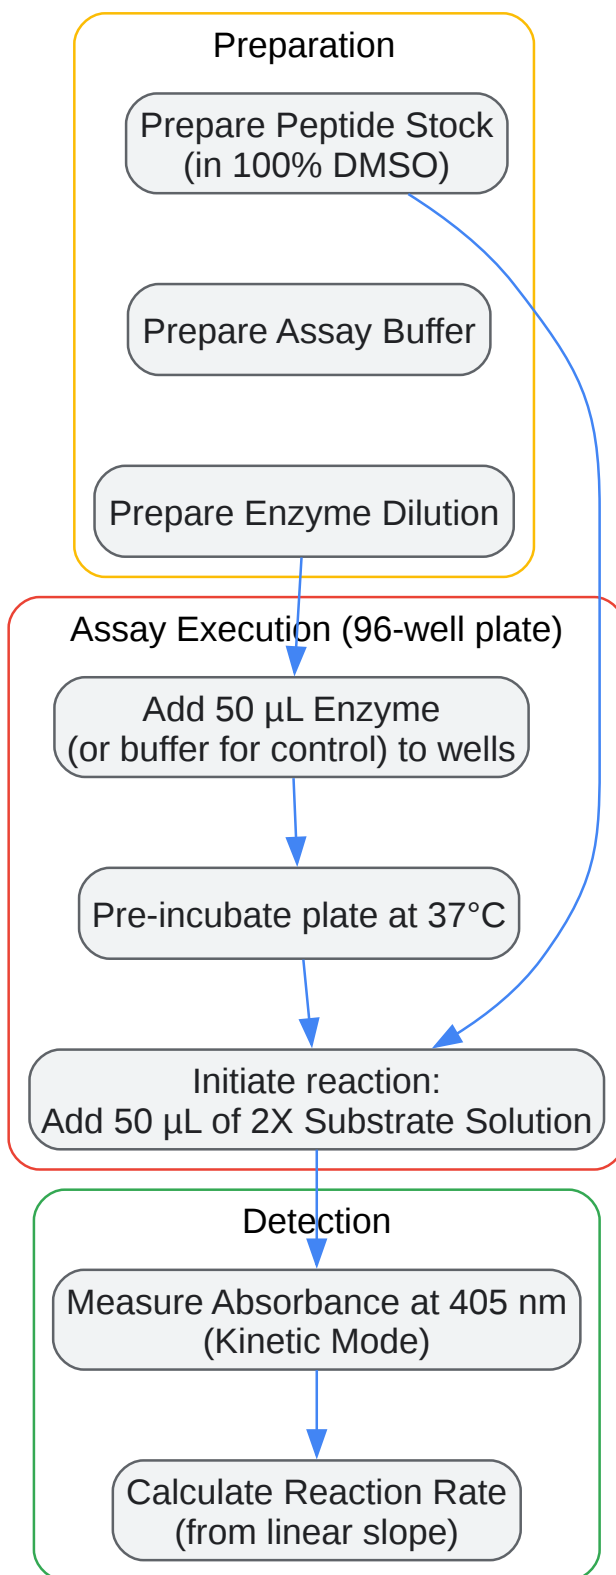 Preparation
Prepare Peptide Stock
(in 100% DMSO)
Prepare Assay Buffer
Prepare Enzyme Dilution
Assay Execution (96-well plate)
Add 50 µL Enzyme
(or buffer for control) to wells
Pre-incubate plate at 37°C
Initiate reaction:
Add 50 µL of 2X Substrate Solution
Detection
Measure Absorbance at 405 nm
(Kinetic Mode)
Calculate Reaction Rate
(from linear slope)